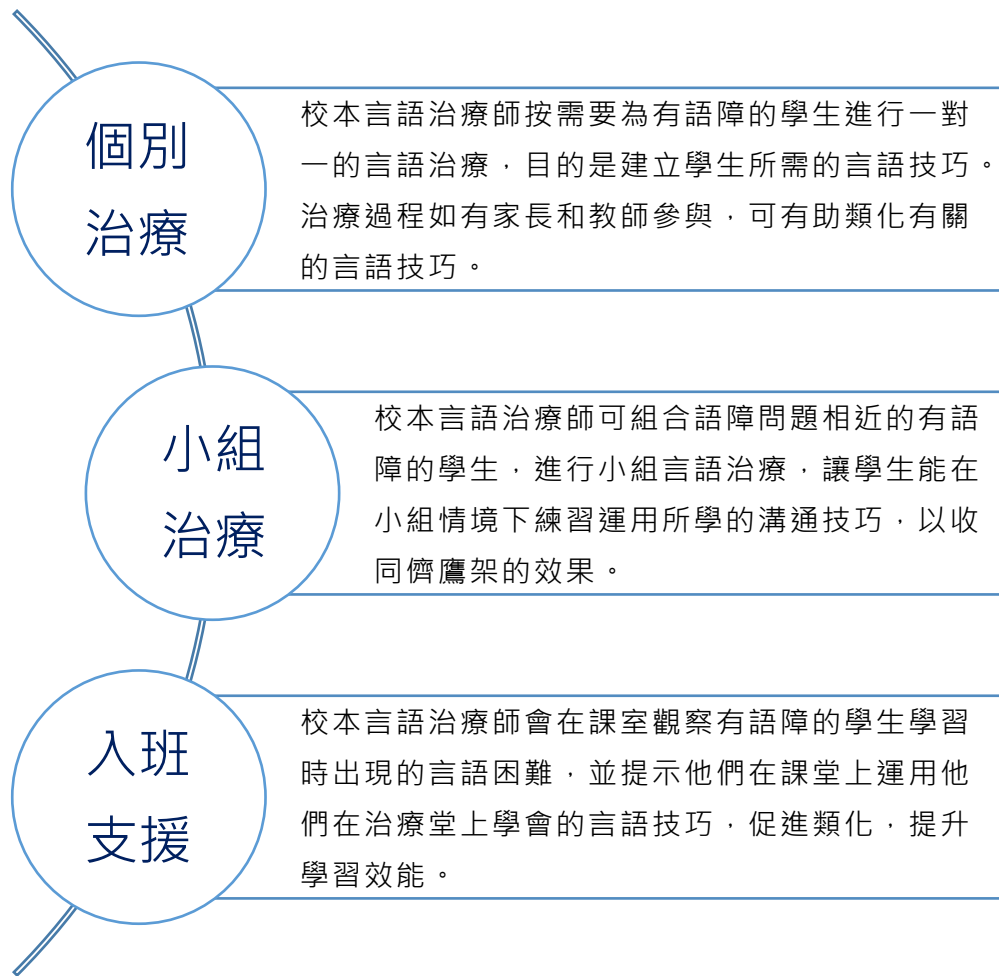 個別
治療
校本言語治療師按需要為有語障的學生進行一對
一的言語治療，目的是建立學生所需的言語技巧。
治療過程如有家長和教師參與，可有助類化有關
的言語技巧。
小組
治療
校本言語治療師可組合語障問題相近的有語
障的學生，進行小組言語治療，讓學生能在
小組情境下練習運用所學的溝通技巧，以收
同儕鷹架的效果。
入班
支援
校本言語治療師會在課室觀察有語障的學生學習
時出現的言語困難，並提示他們在課堂上運用他
們在治療堂上學會的言語技巧，促進類化，提升
學習效能。